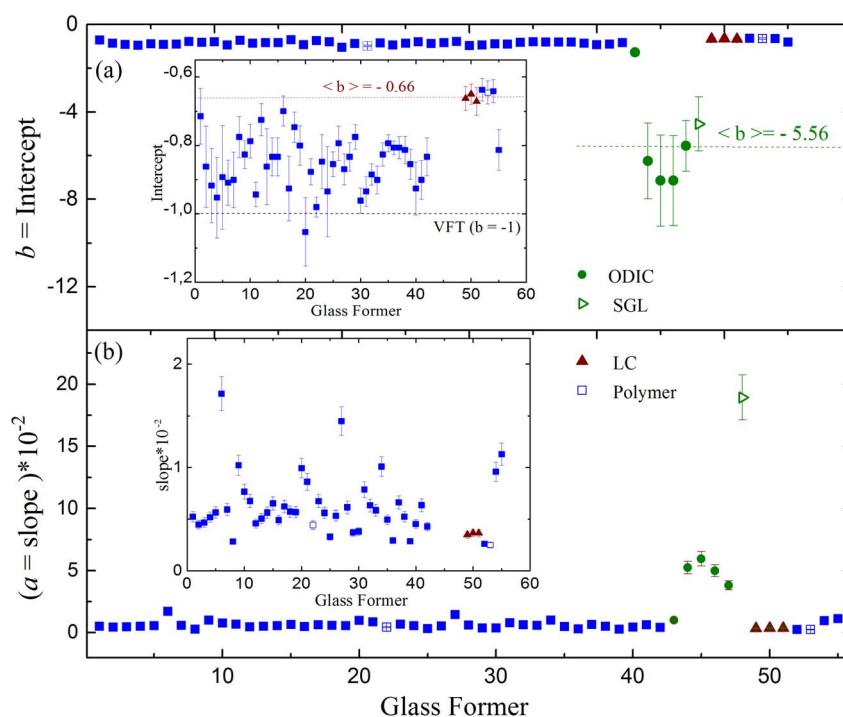 0
-4
-8
-12
b = Intercept
(a)
-0,6
-0,8
-1,0
-1,2
Intercept
< b >= - 0.66
VFT (b = -1)
0 10 20 30 40 50 60
Glass Former
< b >= - 5.56
ODIC
SGL
(b)
20
15
10
5
0
(a = slope )*10-2
2
1
0
slope*10-2
0 10 20 30 40 50 60
Glass Former
LC
Polymer
10 20 30 40 50
Glass Former